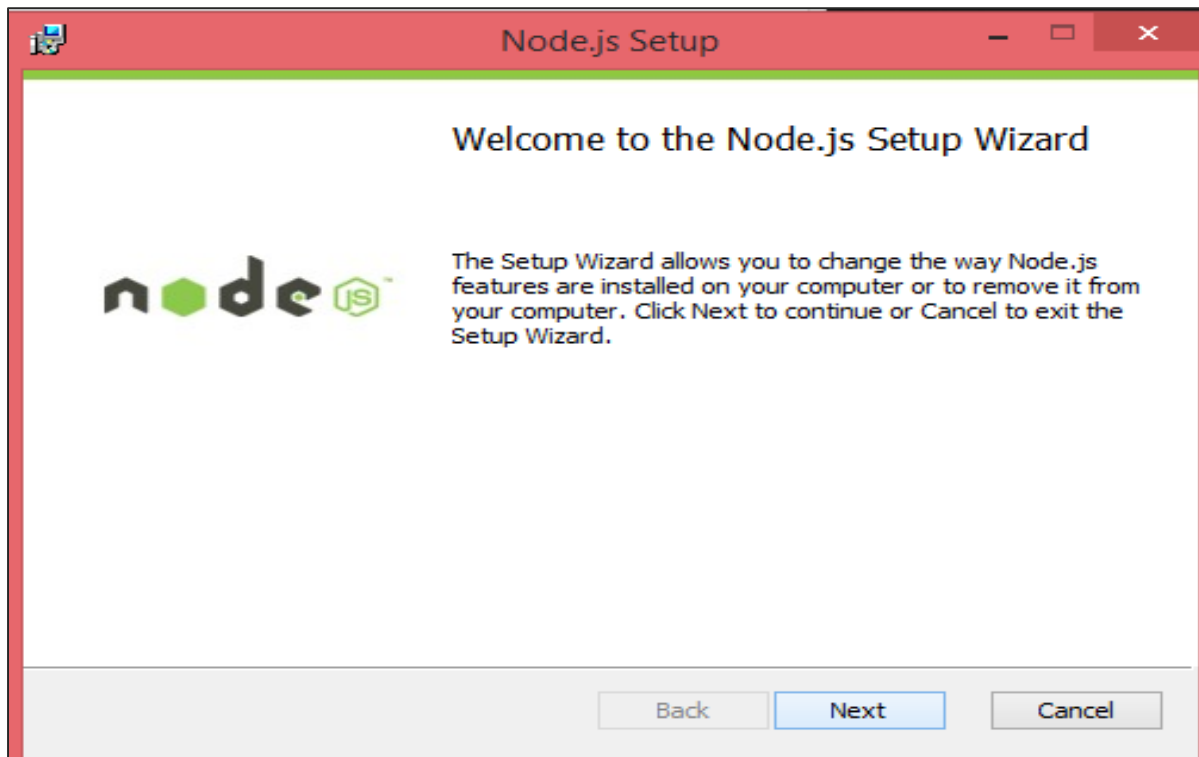 Node.js Setup
Welcome to the Node.js Setup Wizard
node JS™
The Setup Wizard allows you to change the way Node.js
features are installed on your computer or to remove it from
your computer. Click Next to continue or Cancel to exit the
Setup Wizard.
Back Next Cancel